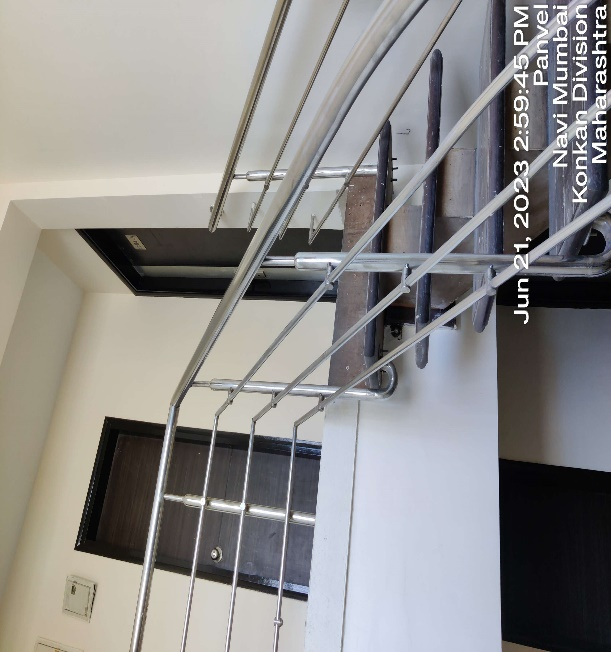 Jun 21, 2023 2:59:45 PM
Panvel
Navi Mumbai
Konkan Division
Maharashtra